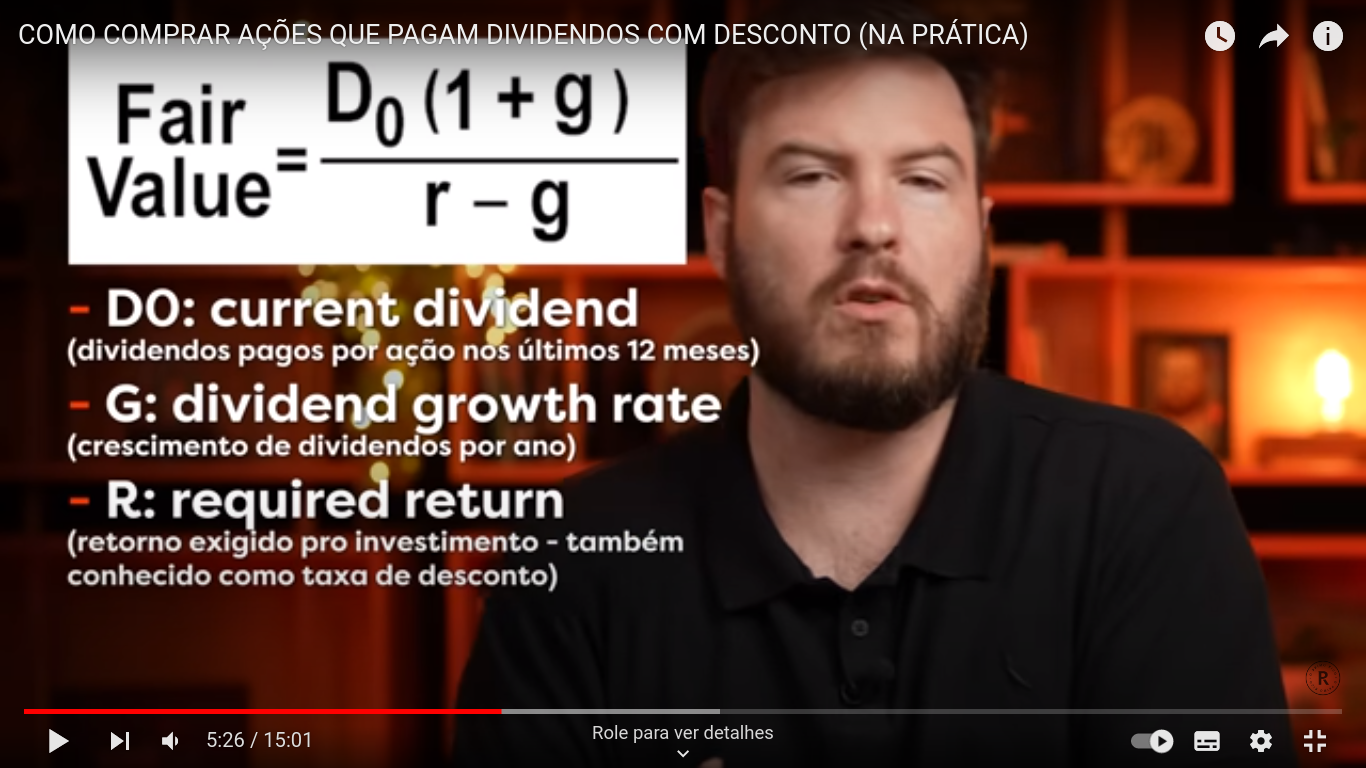 COMO COMPRAR AÇÕES QUE PAGAM DIVIDENDOS COM DESCONTO (NA PRÁTICA)
Fair Value = D0 (1 + g) / r – g
- D0: current dividend
(dividendos pagos por ação nos últimos 12 meses)
- G: dividend growth rate
(crescimento de dividendos por ano)
- R: required return
(retorno exigido pro investimento - também
conhecido como taxa de desconto)
R
5:26 / 15:01
Role para ver detalhes